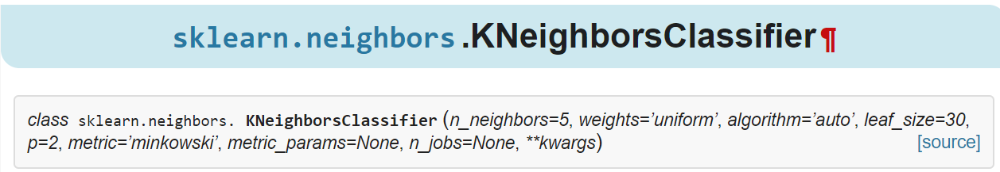 sklearn.neighbors.KNeighborsClassifier¶
class sklearn.neighbors. KNeighborsClassifier (n_neighbors=5, weights=’uniform’, algorithm=’auto’, leaf_size=30,
p=2, metric=’minkowski’, metric_params=None, n_jobs=None, **kwargs) [source]